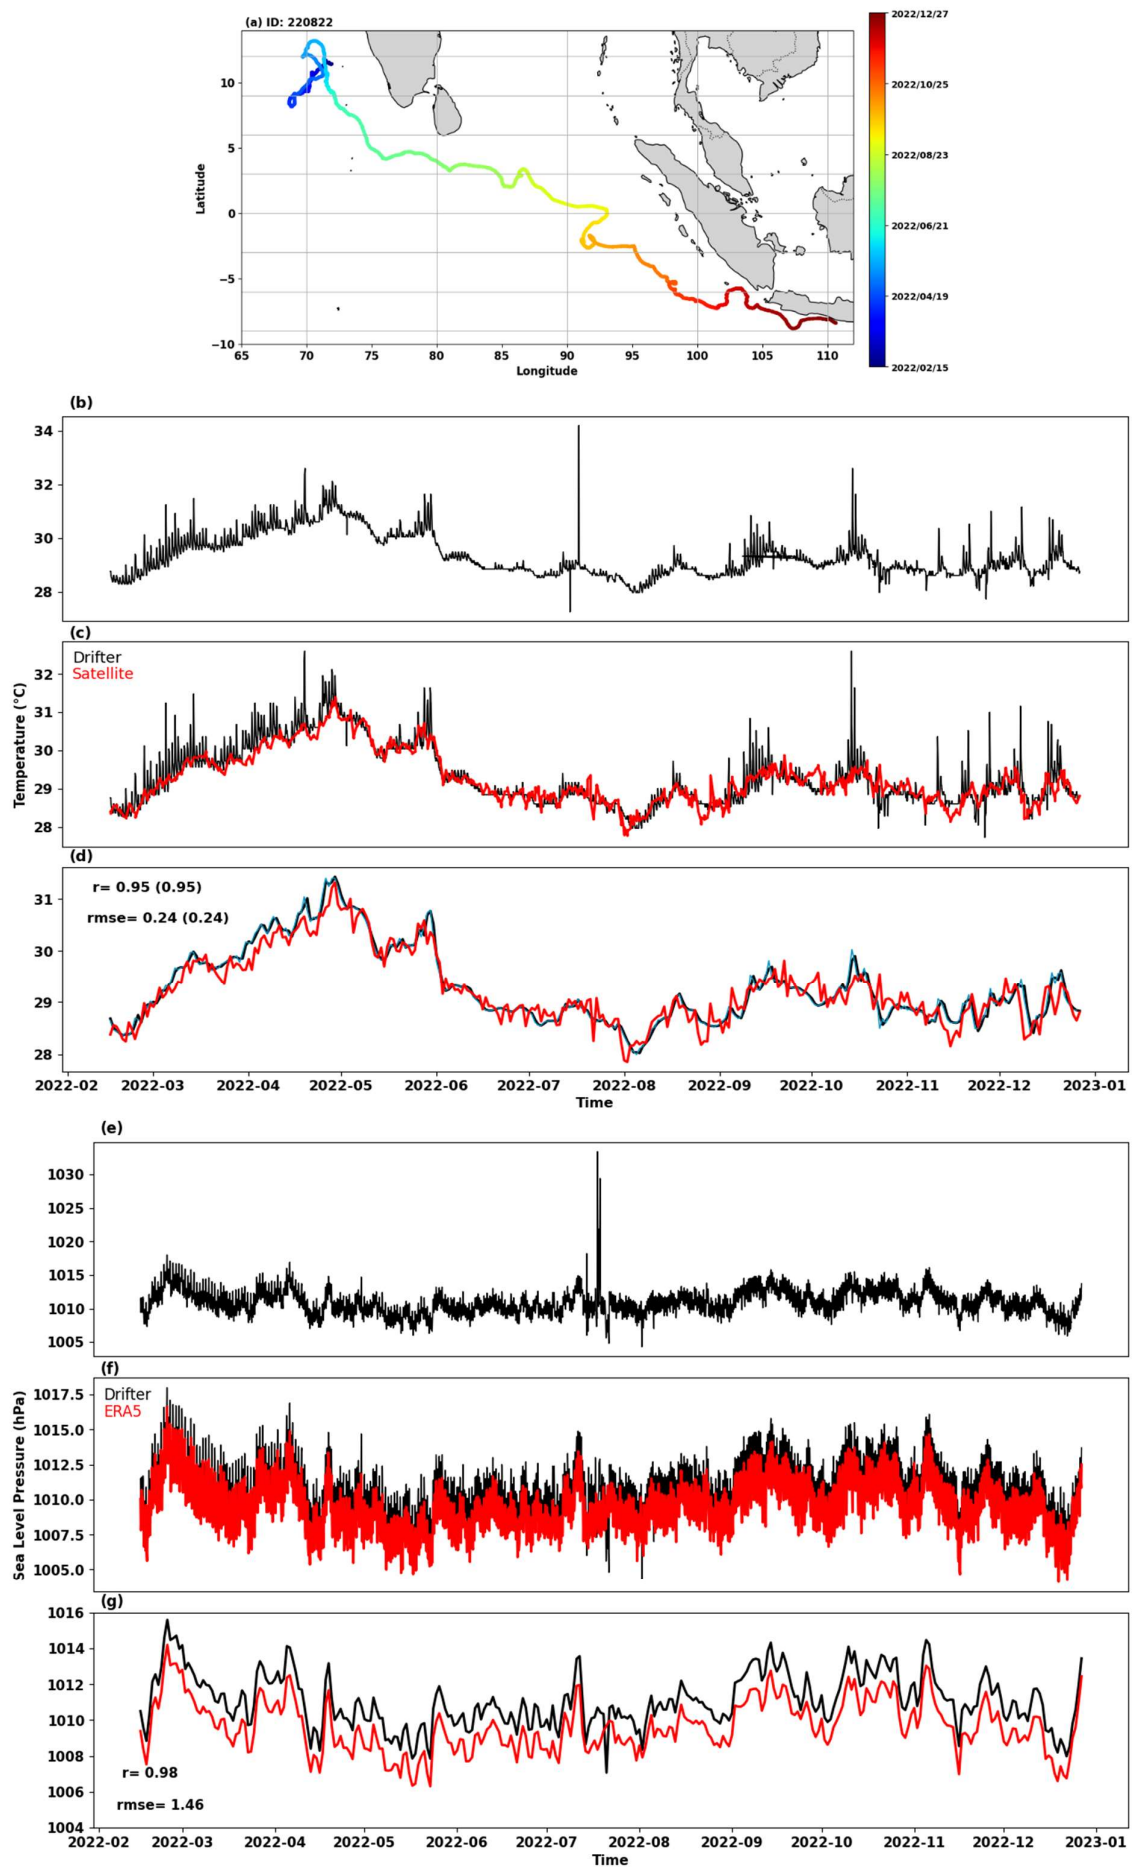 (a) ID: 220822
Latitude
10
5
0
−5
−10
65 70 75 80 85 90 95 100 105 110
Longitude
2022/12/27
2022/10/25
2022/08/23
2022/06/21
2022/04/19
2022/02/15
(b)
34
32
30
28
(c)
Drifter
Satellite
Temperature (°C)
32
31
30
29
28
(d)
r= 0.95 (0.95)
rmse= 0.24 (0.24)
31
30
29
28
2022-02 2022-03 2022-04 2022-05 2022-06 2022-07 2022-08 2022-09 2022-10 2022-11 2022-12 2023-01
Time
(e)
1030
1025
1020
1015
1010
1005
(f)
Drifter
ERA5
Sea Level Pressure (hPa)
1017.5
1015.0
1012.5
1010.0
1007.5
1005.0
(g)
1016
1014
1012
1010
1008
1006
1004
r= 0.98
rmse= 1.46
2022-02 2022-03 2022-04 2022-05 2022-06 2022-07 2022-08 2022-09 2022-10 2022-11 2022-12 2023-01
Time